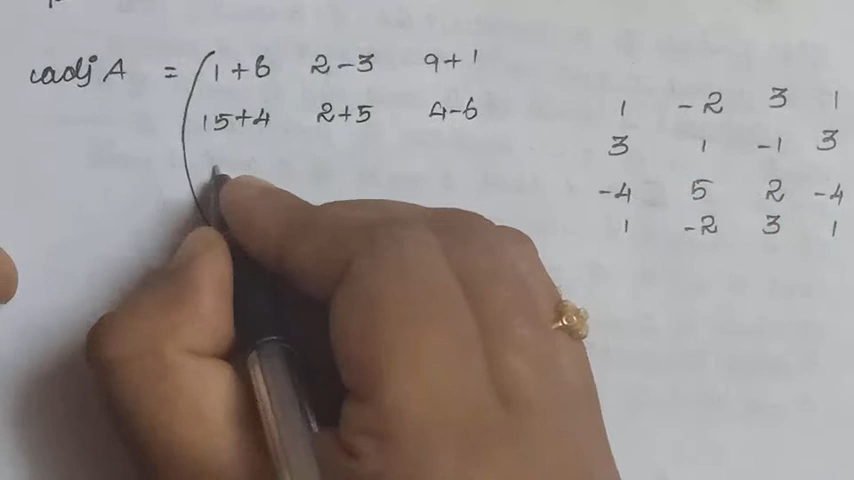 adj A = ( 1+6 2-3 9+1
15+4 2+5 4-6
1 -2 3 1
3 1 -1 3
-4 5 2 -4
1 -2 3 1